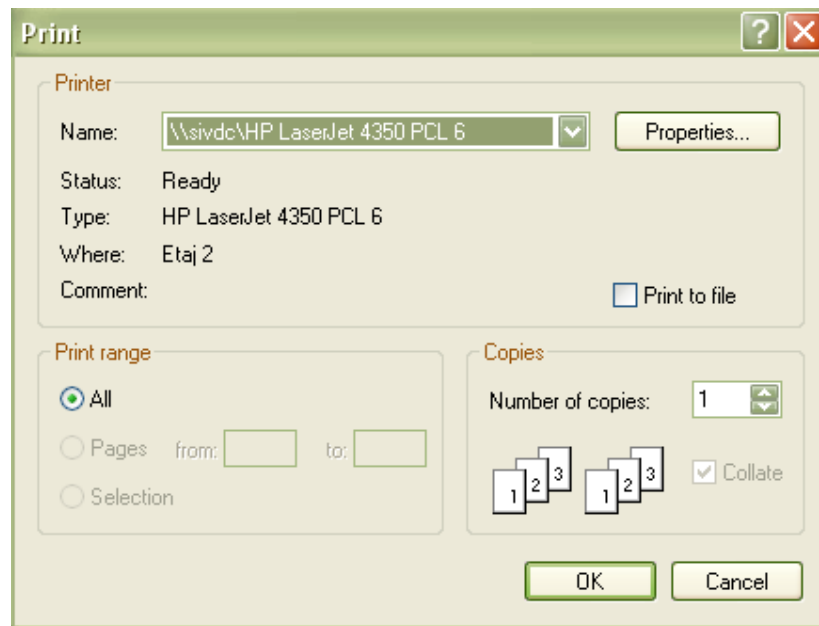 Print
Printer
Name: \\sivdc\HP LaserJet 4350 PCL 6 Properties...
Status: Ready
Type: HP LaserJet 4350 PCL 6
Where: Etaj 2
Comment: Print to file
Print range
All
Pages from: to:
Selection
Copies
Number of copies: 1
1 2 3 1 2 3 Collate
OK Cancel